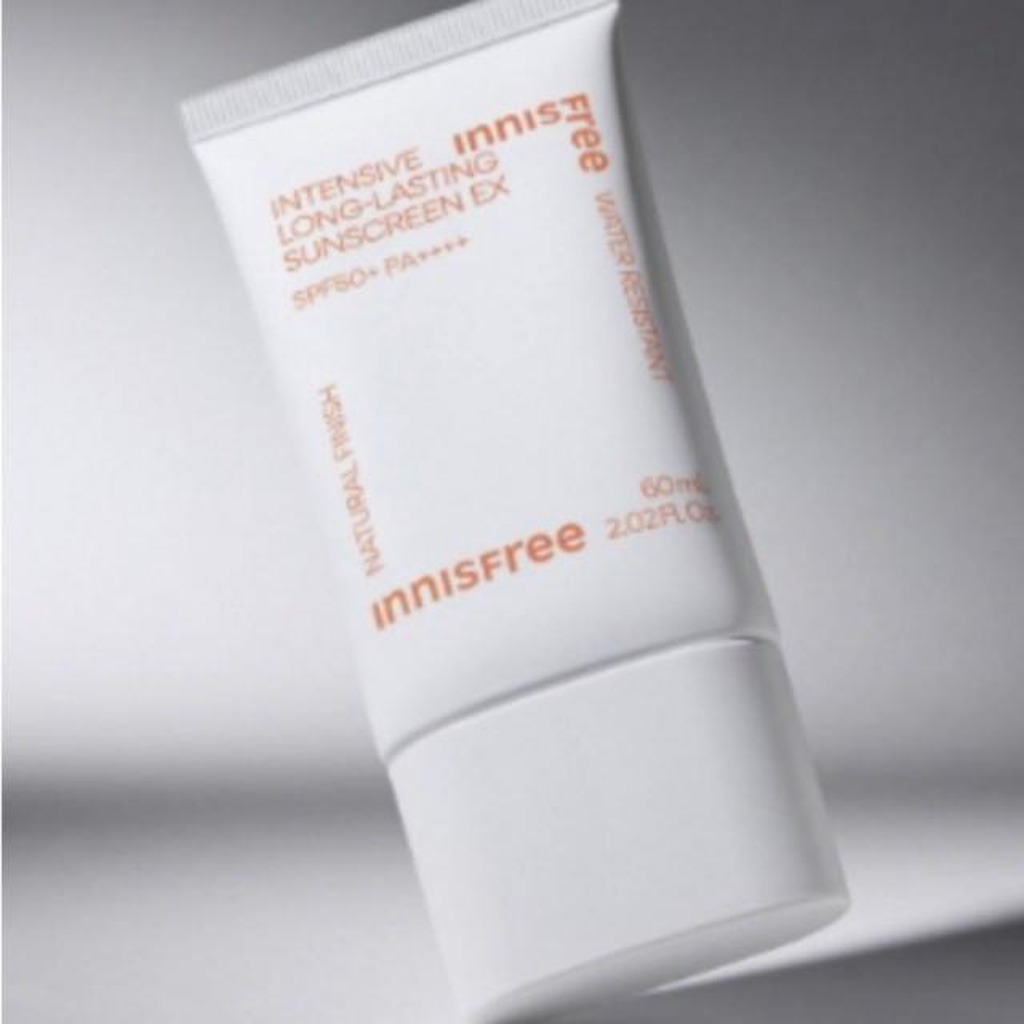 INNISFree
INTENSIVE
LONG-LASTING
SUNSCREEN EX
SPF50+ PA++++
WATER RESISTANT
NATURAL FINISH
60mL
2.02Fl.Oz.
INNISFree